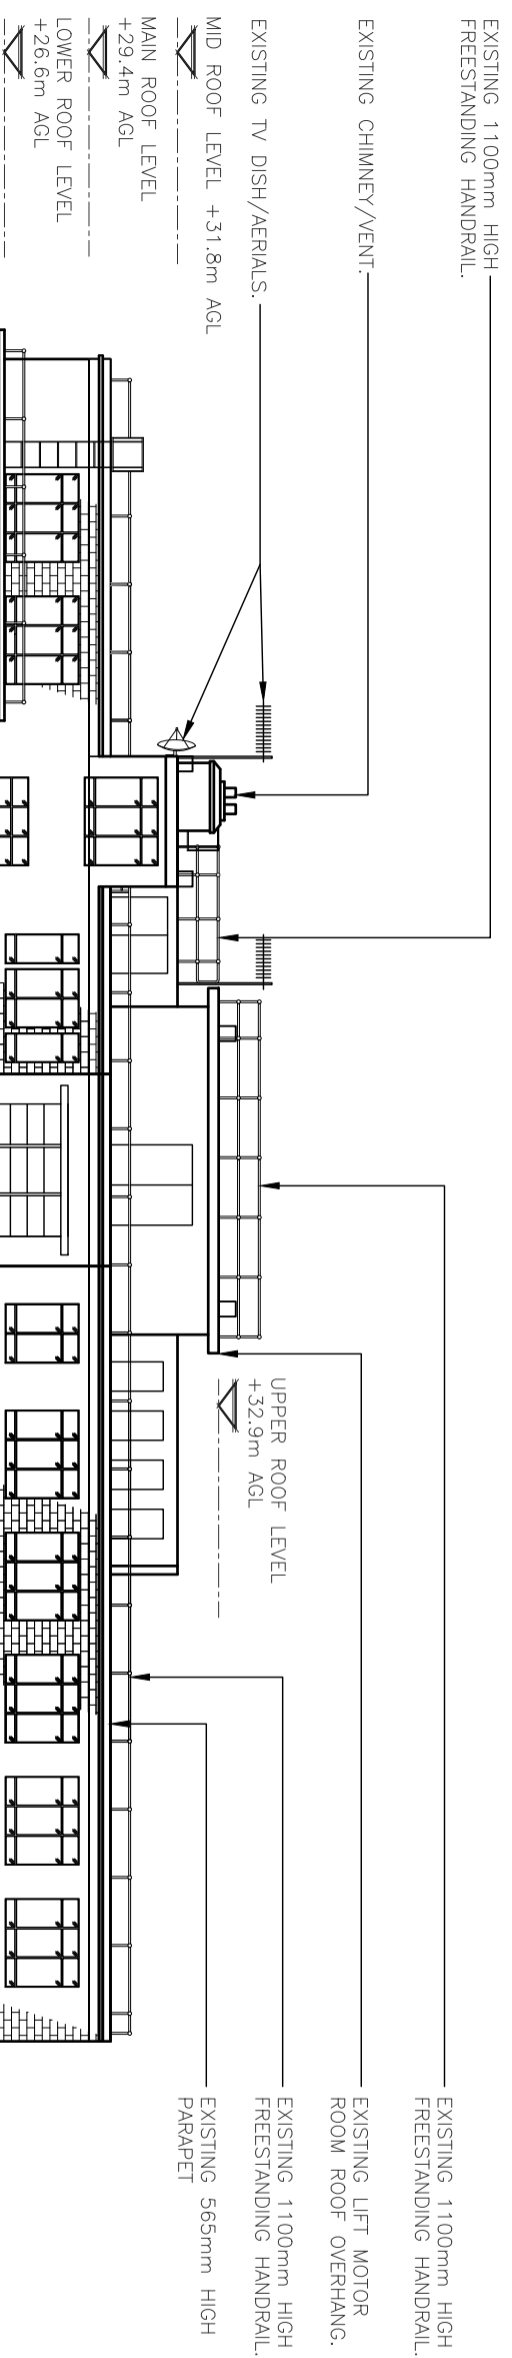 EXISTING 1100mm HIGH
FREESTANDING HANDRAIL.
EXISTING CHIMNEY/VENT.
EXISTING TV DISH/AERIALS.
MID ROOF LEVEL +31.8m AGL
MAIN ROOF LEVEL
+29.4m AGL
LOWER ROOF LEVEL
+26.6m AGL
UPPER ROOF LEVEL
+32.9m AGL
EXISTING 1100mm HIGH
FREESTANDING HANDRAIL.
EXISTING LIFT MOTOR
ROOM ROOF OVERHANG.
EXISTING 1100mm HIGH
FREESTANDING HANDRAIL.
EXISTING 565mm HIGH
PARAPET